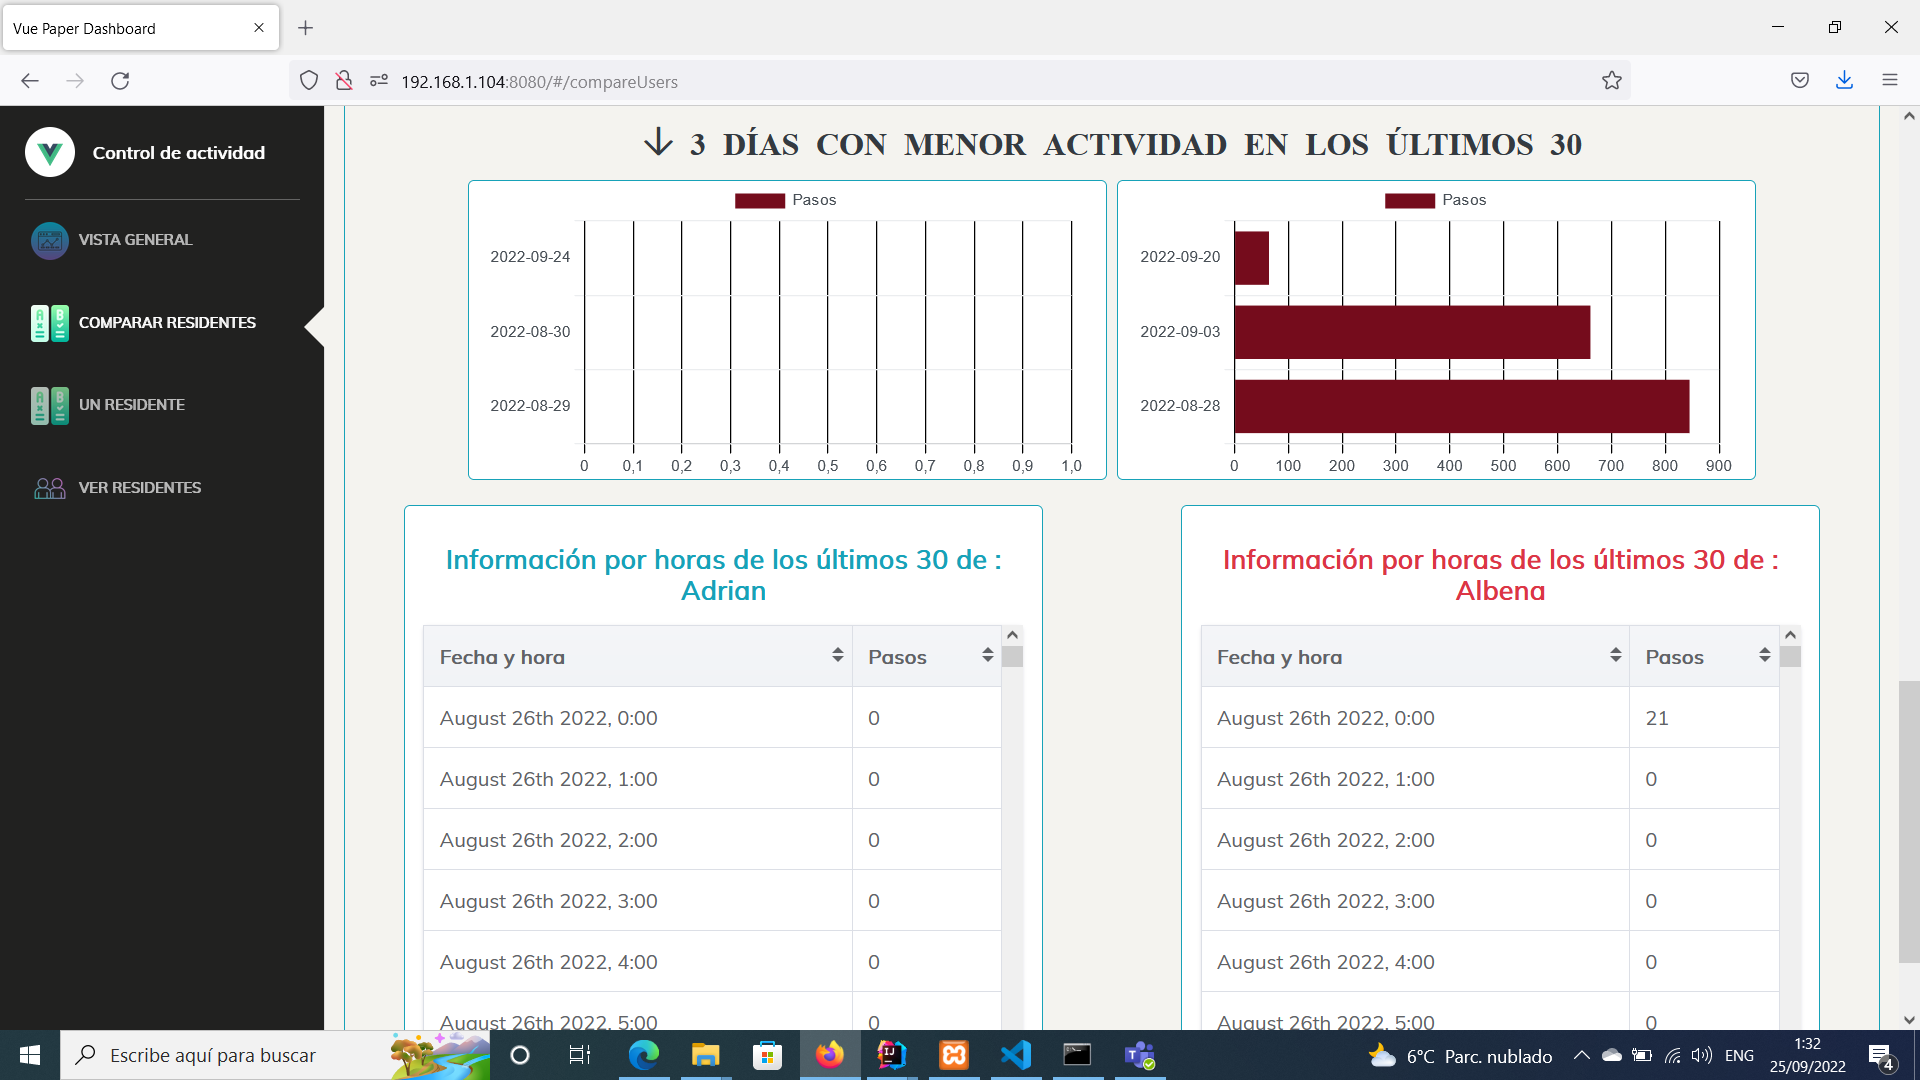 Vue Paper Dashboard
192.168.1.104:8080/#/compareUsers
Control de actividad
VISTA GENERAL
COMPARAR RESIDENTES
UN RESIDENTE
VER RESIDENTES
3 DÍAS CON MENOR ACTIVIDAD EN LOS ÚLTIMOS 30
Pasos
2022-09-24
2022-08-30
2022-08-29
0 0,1 0,2 0,3 0,4 0,5 0,6 0,7 0,8 0,9 1,0
Pasos
2022-09-20
2022-09-03
2022-08-28
0 100 200 300 400 500 600 700 800 900
Información por horas de los últimos 30 de :
Adrian
Fecha y hora Pasos
August 26th 2022, 0:00 0
August 26th 2022, 1:00 0
August 26th 2022, 2:00 0
August 26th 2022, 3:00 0
August 26th 2022, 4:00 0
August 26th 2022, 5:00 0
Información por horas de los últimos 30 de :
Albena
Fecha y hora Pasos
August 26th 2022, 0:00 21
August 26th 2022, 1:00 0
August 26th 2022, 2:00 0
August 26th 2022, 3:00 0
August 26th 2022, 4:00 0
August 26th 2022, 5:00 0
Escribe aquí para buscar
6°C Parc. nublado
ENG
1:32
25/09/2022
4